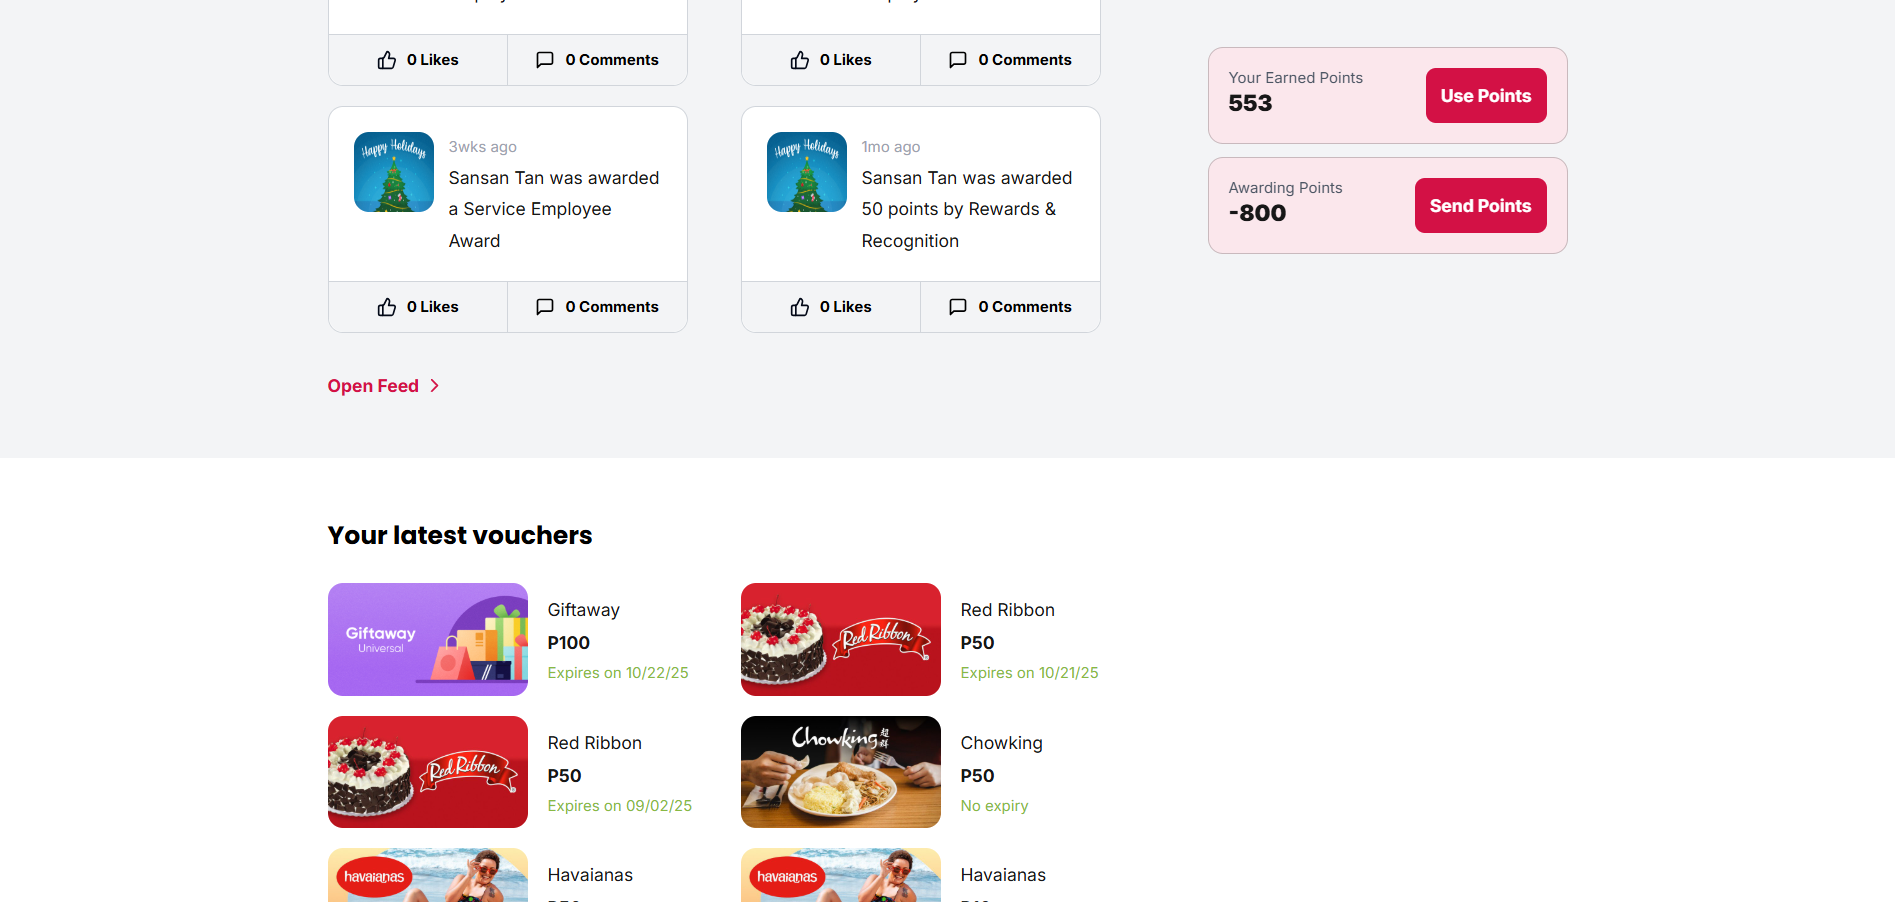 0 Likes
0 Comments
0 Likes
0 Comments
Your Earned Points
553
Use Points
Awarding Points
-800
Send Points
Happy Holidays
3wks ago
Sansan Tan was awarded
a Service Employee
Award
0 Likes
0 Comments
Happy Holidays
1mo ago
Sansan Tan was awarded
50 points by Rewards &
Recognition
0 Likes
0 Comments
Open Feed
Your latest vouchers
Giftaway
Universal
Giftaway
P100
Expires on 10/22/25
Red Ribbon
Red Ribbon
P50
Expires on 10/21/25
Red Ribbon
Red Ribbon
P50
Expires on 09/02/25
Chowking 超群
Chowking
P50
No expiry
havaianas
Havaianas
havaianas
Havaianas